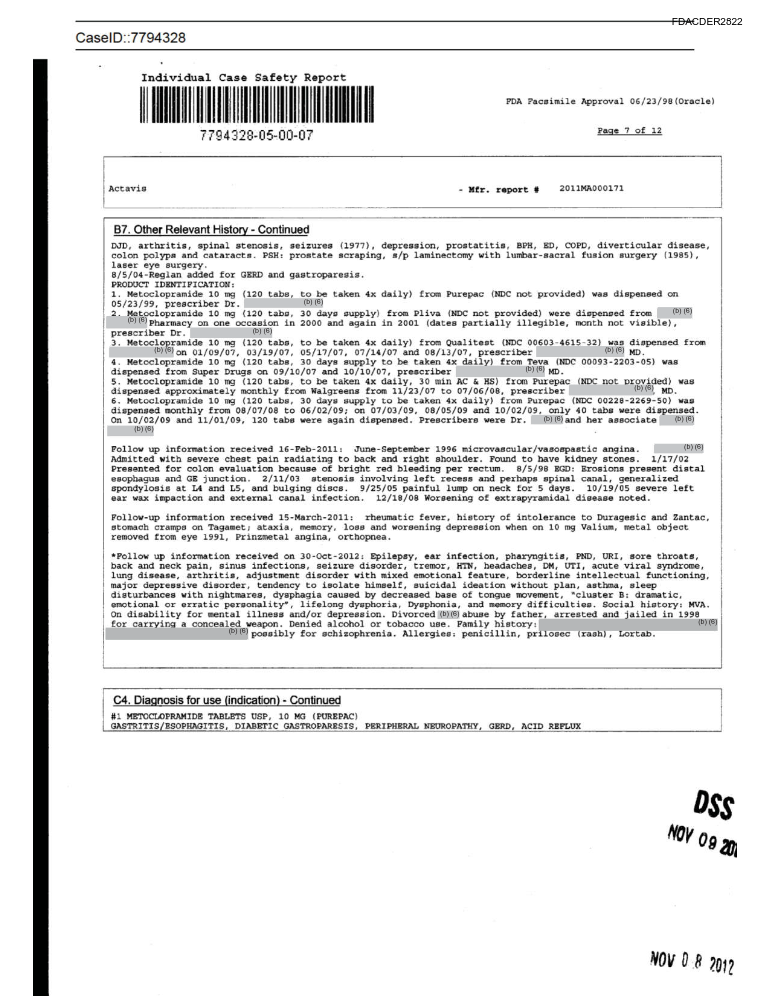 FDACDER2822
CaseID::7794328
Individual Case Safety Report
7794328-05-00-07
FDA Facsimile Approval 06/23/98(Oracle)
Page 7 of 12
Actavis - Mfr. report # 2011MA000171
B7. Other Relevant History - Continued
DJD, arthritis, spinal stenosis, seizures (1977), depression, prostatitis, BPH, ED, COPD, diverticular disease,
colon polyps and cataracts. PSH: prostate scraping, s/p laminectomy with lumbar-sacral fusion surgery (1985),
laser eye surgery.
8/5/04-Reglan added for GERD and gastroparesis.
PRODUCT IDENTIFICATION:
1. Metoclopramide 10 mg (120 tabs, to be taken 4x daily) from Purepac (NDC not provided) was dispensed on
05/23/99, prescriber Dr. (b) (6)
2. Metoclopramide 10 mg (120 tabs, 30 days supply) from Pliva (NDC not provided) were dispensed from (b) (6)
(b) (6) Pharmacy on one occasion in 2000 and again in 2001 (dates partially illegible, month not visible),
prescriber Dr. (b) (6)
3. Metoclopramide 10 mg (120 tabs, to be taken 4x daily) from Qualitest (NDC 00603-4615-32) was dispensed from
(b) (6) on 01/09/07, 03/19/07, 05/17/07, 07/14/07 and 08/13/07, prescriber (b) (6) MD.
4. Metoclopramide 10 mg (120 tabs, 30 days supply to be taken 4x daily) from Teva (NDC 00093-2203-05) was
dispensed from Super Drugs on 09/10/07 and 10/10/07, prescriber (b) (6) MD.
5. Metoclopramide 10 mg (120 tabs, to be taken 4x daily, 30 min AC & HS) from Purepac (NDC not provided) was
dispensed approximately monthly from Walgreens from 11/23/07 to 07/06/08, prescriber (b) (6), MD.
6. Metoclopramide 10 mg (120 tabs, 30 days supply to be taken 4x daily) from Purepac (NDC 00228-2269-50) was
dispensed monthly from 08/07/08 to 06/02/09; on 07/03/09, 08/05/09 and 10/02/09, only 40 tabs were dispensed.
On 10/02/09 and 11/01/09, 120 tabs were again dispensed. Prescribers were Dr. (b) (6) and her associate (b) (6)
(b) (6)
Follow up information received 16-Feb-2011: June-September 1996 microvascular/vasospastic angina. (b) (6)
Admitted with severe chest pain radiating to back and right shoulder. Found to have kidney stones. 1/17/02
Presented for colon evaluation because of bright red bleeding per rectum. 8/5/98 EGD: Erosions present distal
esophagus and GE junction. 2/11/03 stenosis involving left recess and perhaps spinal canal, generalized
spondylosis at L4 and L5, and bulging discs. 9/25/05 painful lump on neck for 5 days. 10/19/05 severe left
ear wax impaction and external canal infection. 12/18/08 Worsening of extrapyramidal disease noted.
Follow-up information received 15-March-2011: rheumatic fever, history of intolerance to Duragesic and Zantac,
stomach cramps on Tagamet; ataxia, memory, loss and worsening depression when on 10 mg Valium, metal object
removed from eye 1991, Prinzmetal angina, orthopnea.
*Follow up information received on 30-Oct-2012: Epilepsy, ear infection, pharyngitis, PND, URI, sore throats,
back and neck pain, sinus infections, seizure disorder, tremor, HTN, headaches, DM, UTI, acute viral syndrome,
lung disease, arthritis, adjustment disorder with mixed emotional feature, borderline intellectual functioning,
major depressive disorder, tendency to isolate himself, suicidal ideation without plan, asthma, sleep
disturbances with nightmares, dysphagia caused by decreased base of tongue movement, "cluster B: dramatic,
emotional or erratic personality", lifelong dysphoria, Dysphonia, and memory difficulties. Social history: MVA.
On disability for mental illness and/or depression. Divorced (b) (6) abuse by father, arrested and jailed in 1998
for carrying a concealed weapon. Denied alcohol or tobacco use. Family history: (b) (6)
(b) (6) possibly for schizophrenia. Allergies: penicillin, prilosec (rash), Lortab.
C4. Diagnosis for use (indication) - Continued
#1 METOCLOPRAMIDE TABLETS USP, 10 MG (PUREPAC)
GASTRITIS/ESOPHAGITIS, DIABETIC GASTROPARESIS, PERIPHERAL NEUROPATHY, GERD, ACID REFLUX
DSS
NOV 09 20
NOV 08 2012